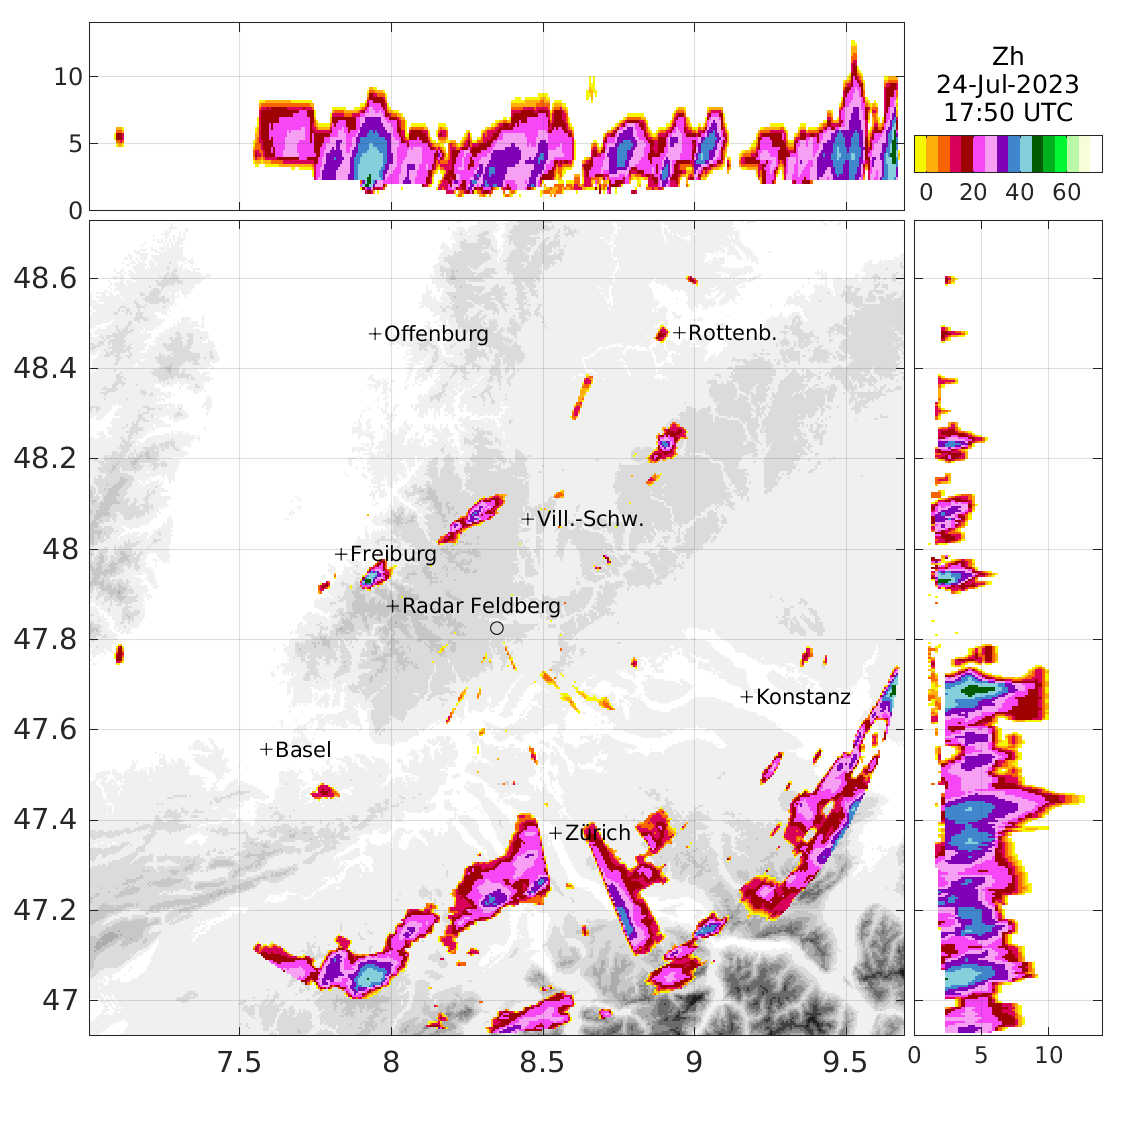 10
5
0
Zh
24-Jul-2023
17:50 UTC
0 20 40 60
48.6
48.4
48.2
48
47.8
47.6
47.4
47.2
47
+Offenburg
+Rottenb.
+Vill.-Schw.
+Freiburg
+Radar Feldberg
+Konstanz
+Basel
+Zürich
7.5 8 8.5 9 9.5
0 5 10